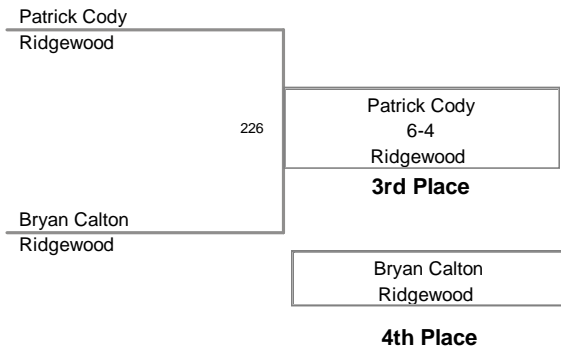 Patrick Cody
Ridgewood
226
Patrick Cody
6-4
Ridgewood
3rd Place
Bryan Calton
Ridgewood
Bryan Calton
Ridgewood
4th Place